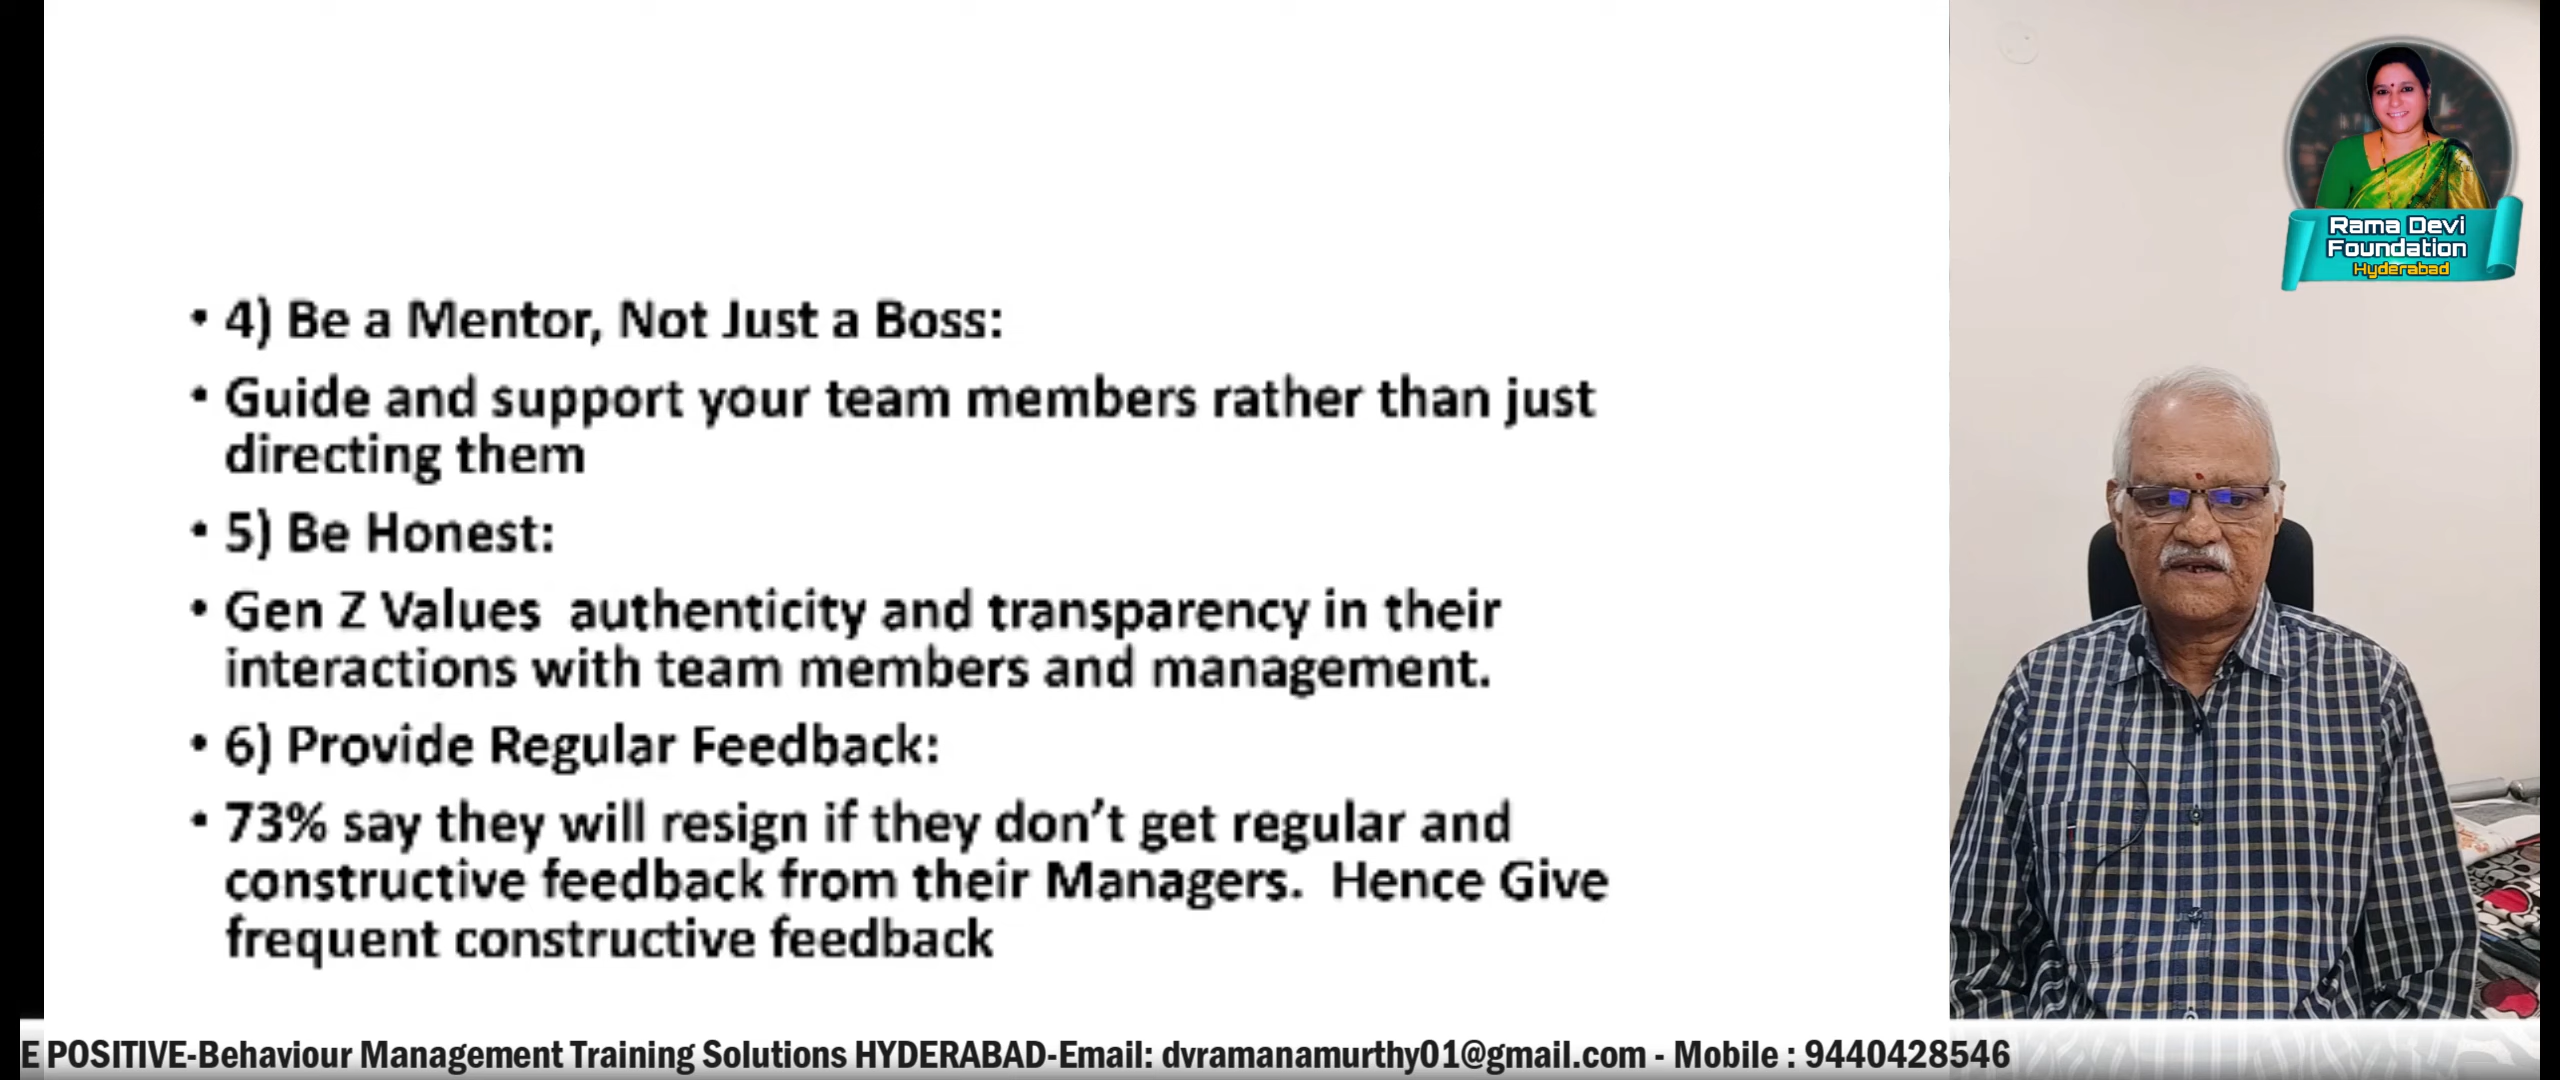 • 4) Be a Mentor, Not Just a Boss:
• Guide and support your team members rather than just
directing them
• 5) Be Honest:
• Gen Z Values  authenticity and transparency in their
interactions with team members and management.
• 6) Provide Regular Feedback:
• 73% say they will resign if they don’t get regular and
constructive feedback from their Managers.  Hence Give
frequent constructive feedback
Rama Devi
Foundation
Hyderabad
E POSITIVE-Behaviour Management Training Solutions HYDERABAD-Email: dvramanamurthy01@gmail.com - Mobile : 9440428546